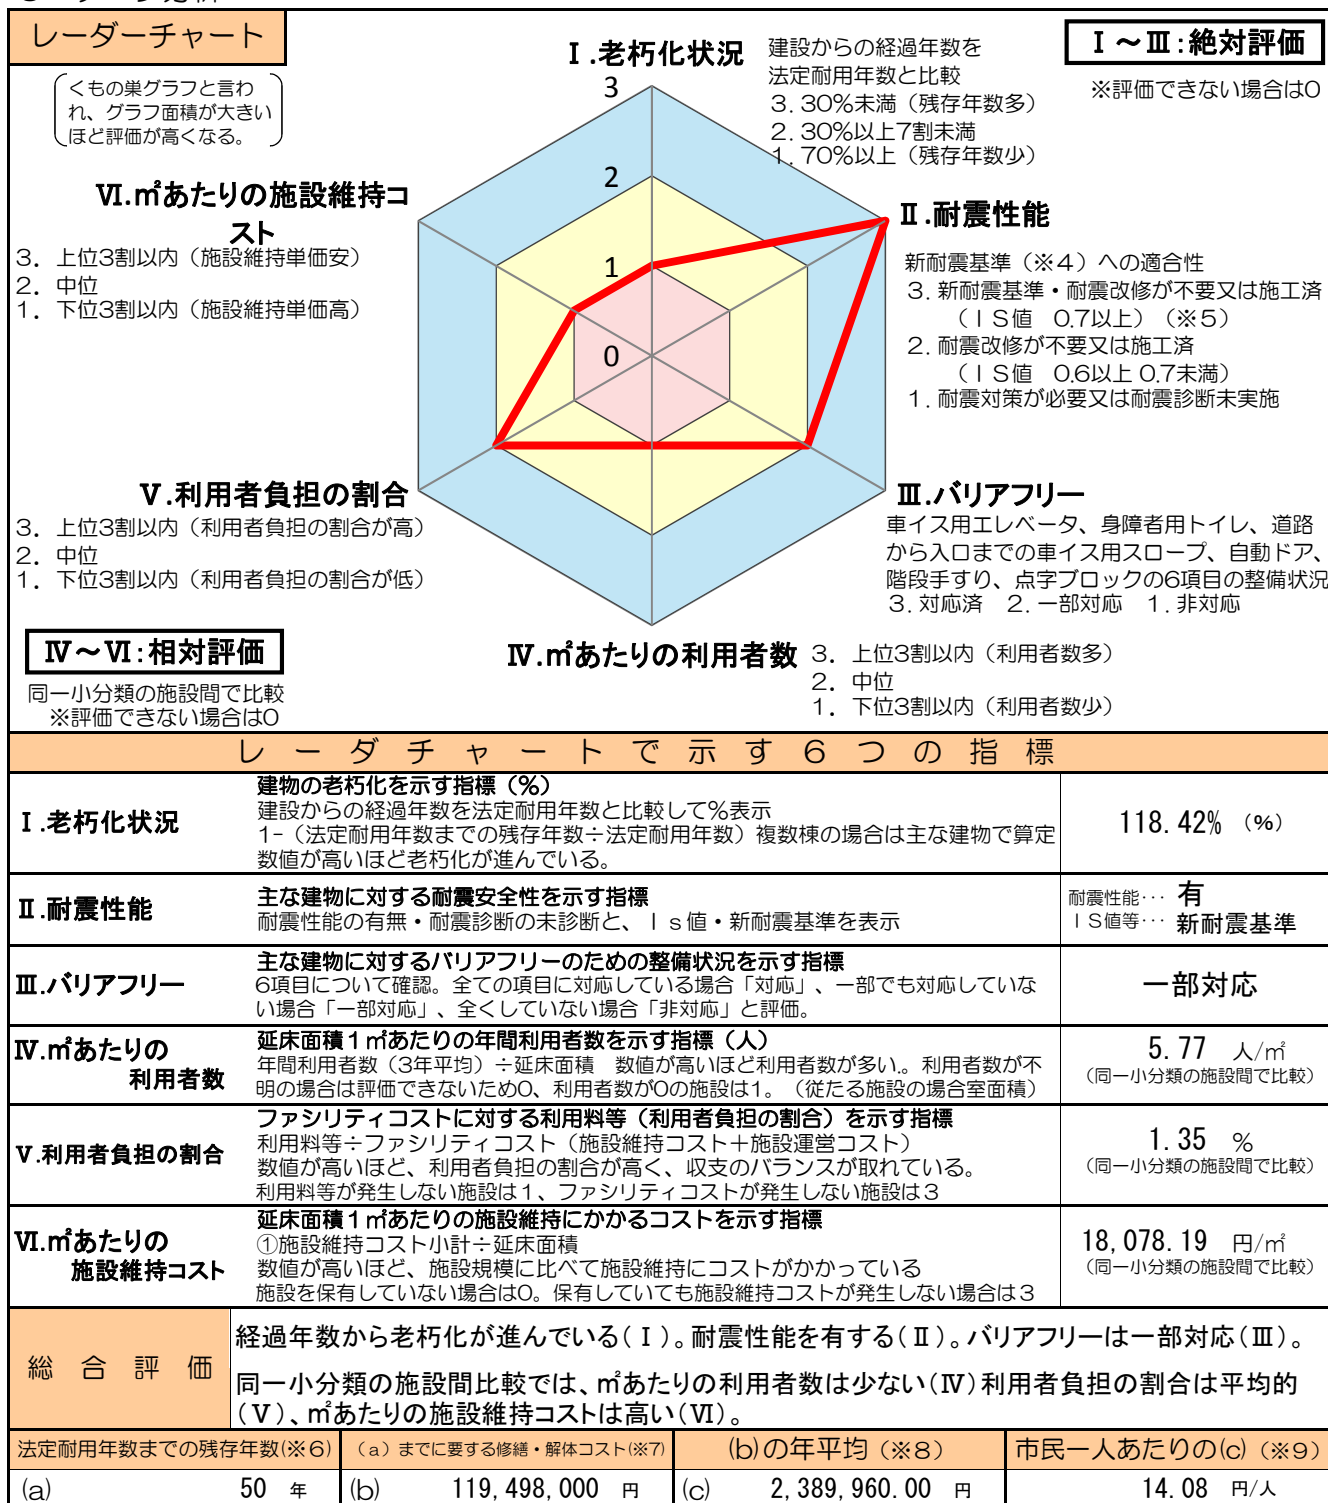 レーダーチャート
くもの巣グラフと言わ
れ、グラフ面積が大きい
ほど評価が高くなる。
Ⅰ.老朽化状況
建設からの経過年数を
法定耐用年数と比較
3. 30%未満（残存年数多）
2. 30%以上7割未満
1. 70%以上（残存年数少）
Ⅰ～Ⅲ:絶対評価
※評価できない場合は0
3
2
1
0
Ⅵ.㎡あたりの施設維持コ
スト
3. 上位3割以内（施設維持単価安）
2. 中位
1. 下位3割以内（施設維持単価高）
Ⅱ.耐震性能
新耐震基準（※4）への適合性
3. 新耐震基準・耐震改修が不要又は施工済
（ＩＳ値 0.7以上）（※5）
2. 耐震改修が不要又は施工済
（ＩＳ値 0.6以上 0.7未満）
1. 耐震対策が必要又は耐震診断未実施
Ⅴ.利用者負担の割合
3. 上位3割以内（利用者負担の割合が高）
2. 中位
1. 下位3割以内（利用者負担の割合が低）
Ⅲ.バリアフリー
車イス用エレベータ、身障者用トイレ、道路
から入口までの車イス用スロープ、自動ドア、
階段手すり、点字ブロックの6項目の整備状況
3. 対応済 2. 一部対応 1. 非対応
Ⅳ～Ⅵ:相対評価
同一小分類の施設間で比較
※評価できない場合は0
Ⅳ.㎡あたりの利用者数
3. 上位3割以内（利用者数多）
2. 中位
1. 下位3割以内（利用者数少）
レーダチャートで示す６つの指標
Ⅰ.老朽化状況
建物の老朽化を示す指標（%）
建設からの経過年数を法定耐用年数と比較して%表示
1-（法定耐用年数までの残存年数÷法定耐用年数）複数棟の場合は主な建物で算定
数値が高いほど老朽化が進んでいる。
118.42% （%）
Ⅱ.耐震性能
主な建物に対する耐震安全性を示す指標
耐震性能の有無・耐震診断の未診断と、Ｉｓ値・新耐震基準を表示
耐震性能･･･ 有
ＩＳ値等･･･ 新耐震基準
Ⅲ.バリアフリー
主な建物に対するバリアフリーのための整備状況を示す指標
6項目について確認。全ての項目に対応している場合「対応」、一部でも対応していな
い場合「一部対応」、全くしていない場合「非対応」と評価。
一部対応
Ⅳ.㎡あたりの
利用者数
延床面積１㎡あたりの年間利用者数を示す指標（人）
年間利用者数（3年平均）÷延床面積 数値が高いほど利用者数が多い。利用者数が不
明の場合は評価できないため0、利用者数が0の施設は1。（従たる施設の場合室面積）
5.77 人/㎡
（同一小分類の施設間で比較）
Ⅴ.利用者負担の割合
ファシリティコストに対する利用料等（利用者負担の割合）を示す指標
利用料等÷ファシリティコスト（施設維持コスト＋施設運営コスト）
数値が高いほど、利用者負担の割合が高く、収支のバランスが取れている。
利用料等が発生しない施設は１、ファシリティコストが発生しない施設は３
1.35 %
（同一小分類の施設間で比較）
Ⅵ.㎡あたりの
施設維持コスト
延床面積１㎡あたりの施設維持にかかるコストを示す指標
①施設維持コスト小計÷延床面積
数値が高いほど、施設規模に比べて施設維持にコストがかかっている
施設を保有していない場合は0。保有していても施設維持コストが発生しない場合は３
18,078.19 円/㎡
（同一小分類の施設間で比較）
総合評価
経過年数から老朽化が進んでいる(Ⅰ)。耐震性能を有する(Ⅱ)。バリアフリーは一部対応(Ⅲ)。
同一小分類の施設間比較では、㎡あたりの利用者数は少ない(Ⅳ)利用者負担の割合は平均的
(Ⅴ)、㎡あたりの施設維持コストは高い(Ⅵ)。
法定耐用年数までの残存年数(※6)
（a）までに要する修繕・解体コスト(※7)
(b)の年平均（※8）
市民一人あたりの(c)（※9）
(a) 50 年
(b) 119,498,000 円
(c) 2,389,960.00 円
14.08 円/人